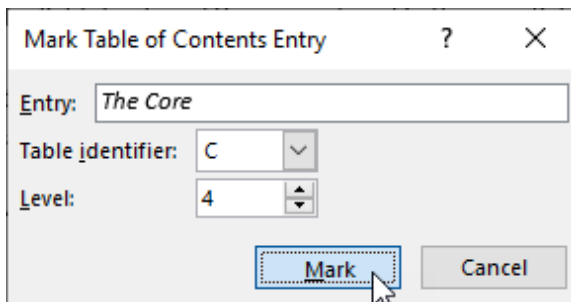 Mark Table of Contents Entry ?
Entry: The Core
Table identifier: C
Level: 4
Mark Cancel